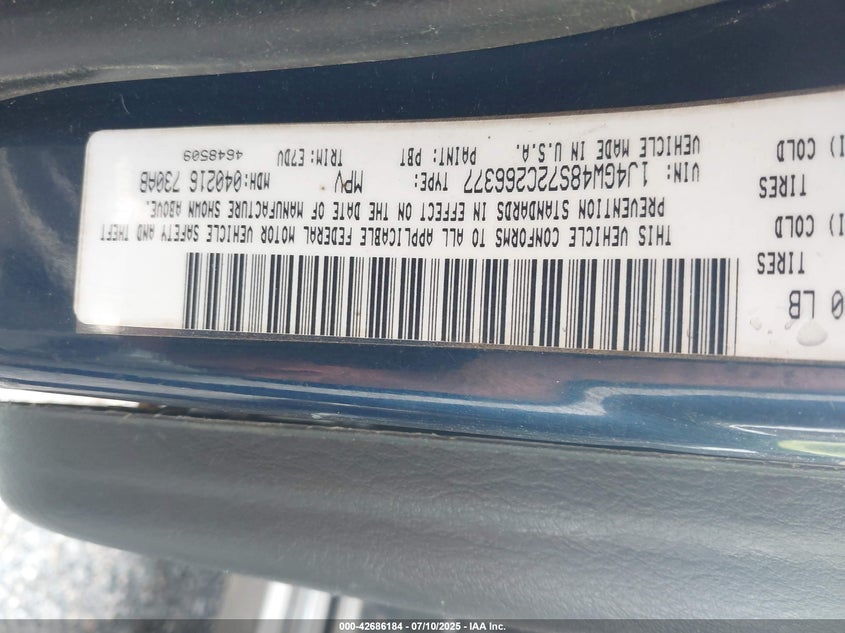 0 LB
TIRES
I) COLD
TIRES
I) COLD
THIS VEHICLE CONFORMS TO ALL APPLICABLE FEDERAL MOTOR VEHICLE SAFETY AND THEFT
PREVENTION STANDARDS IN EFFECT ON THE DATE OF MANUFACTURE SHOWN ABOVE.
VIN: 1J4GW48S72C266377 TYPE: MPV MDH:040216 730AB
VEHICLE MADE IN U.S.A. PAINT: PBT TRIM: E7DV 4648509
000-42686184 - 07/10/2025 - IAA Inc.